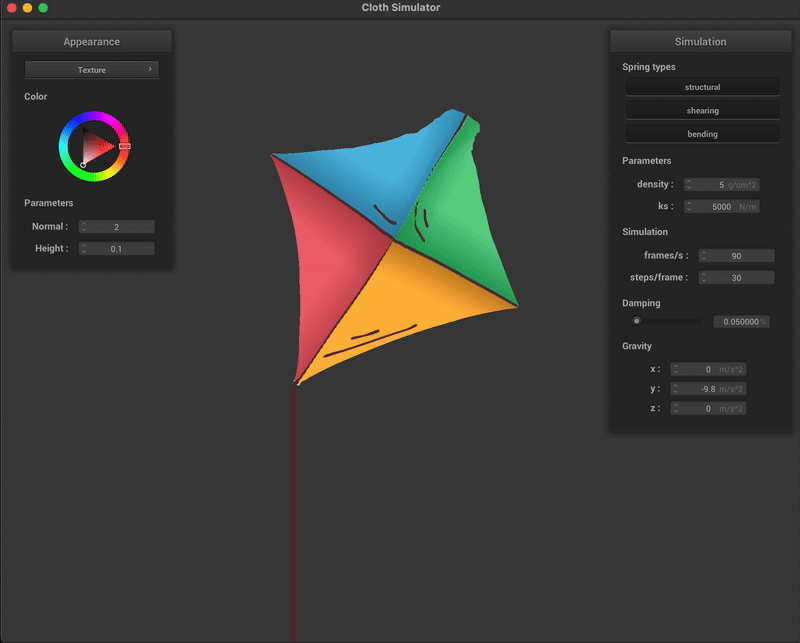 Cloth Simulator
Appearance
Texture
Color
Parameters
Normal : 2
Height : 0.1
Simulation
Spring types
structural
shearing
bending
Parameters
density : 5 g/cm^2
ks : 5000 N/m
Simulation
frames/s : 90
steps/frame : 30
Damping
0.050000 %
Gravity
x : 0 m/s^2
y : -9.8 m/s^2
z : 0 m/s^2